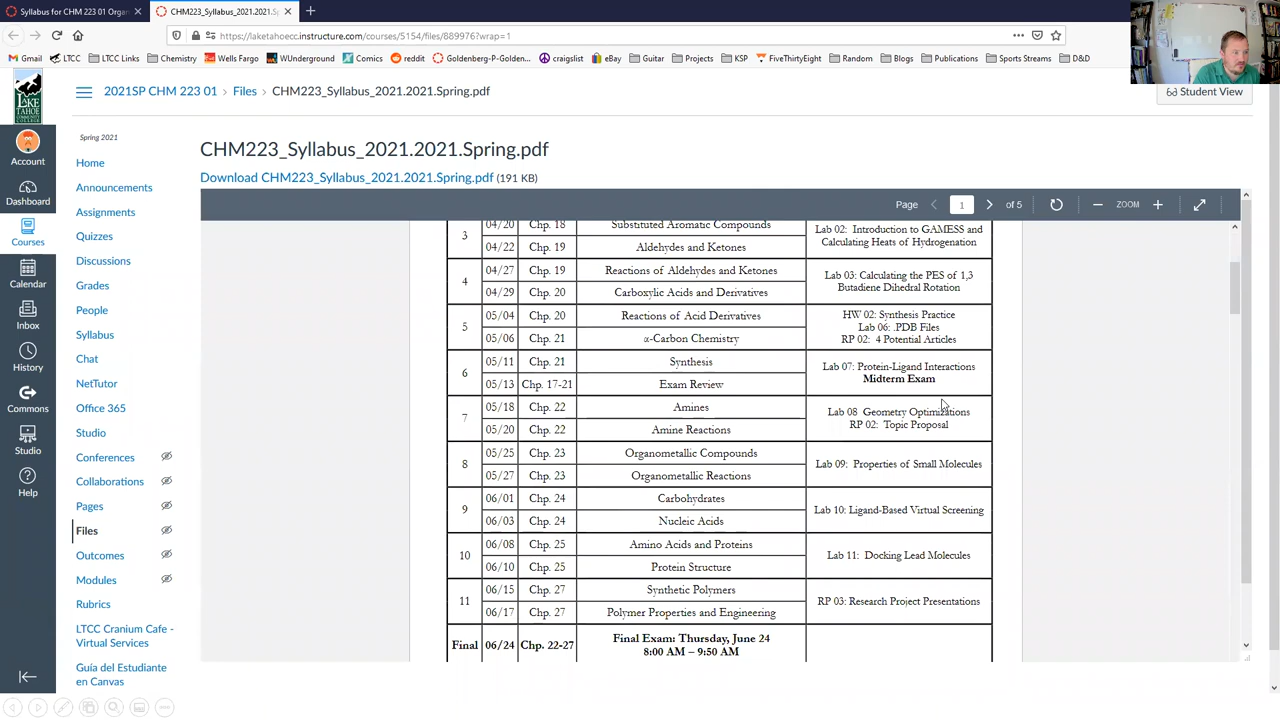 Syllabus for CHM 223 01 Organ
CHM223_Syllabus_2021.2021.Sp
https://laketahoecc.instructure.com/courses/5154/files/889976?wrap=1
Gmail LTCC LTCC Links Chemistry Wells Fargo WUnderground Comics reddit Goldenberg-P-Golden... craigslist eBay Guitar Projects KSP FiveThirtyEight Random Blogs Publications Sports Streams D&D
LAKE TAHOE
Account
Dashboard
Courses
Calendar
Inbox
History
Commons
Studio
Help
2021SP CHM 223 01 > Files > CHM223_Syllabus_2021.2021.Spring.pdf
Student View
Spring 2021
Home
Announcements
Assignments
Quizzes
Discussions
Grades
People
Syllabus
Chat
NetTutor
Office 365
Studio
Conferences
Collaborations
Pages
Files
Outcomes
Modules
Rubrics
LTCC Cranium Cafe -
Virtual Services
Guía del Estudiante
en Canvas
CHM223_Syllabus_2021.2021.Spring.pdf
Download CHM223_Syllabus_2021.2021.Spring.pdf (191 KB)
Page 1 of 5 ZOOM
3
04/20 Chp. 18 Substituted Aromatic Compounds
04/22 Chp. 19 Aldehydes and Ketones
Lab 02: Introduction to GAMESS and
Calculating Heats of Hydrogenation
4
04/27 Chp. 19 Reactions of Aldehydes and Ketones
04/29 Chp. 20 Carboxylic Acids and Derivatives
Lab 03: Calculating the PES of 1,3
Butadiene Dihedral Rotation
5
05/04 Chp. 20 Reactions of Acid Derivatives
05/06 Chp. 21 α-Carbon Chemistry
HW 02: Synthesis Practice
Lab 06: .PDB Files
RP 02: 4 Potential Articles
6
05/11 Chp. 21 Synthesis
05/13 Chp. 17-21 Exam Review
Lab 07: Protein-Ligand Interactions
Midterm Exam
7
05/18 Chp. 22 Amines
05/20 Chp. 22 Amine Reactions
Lab 08 Geometry Optimizations
RP 02: Topic Proposal
8
05/25 Chp. 23 Organometallic Compounds
05/27 Chp. 23 Organometallic Reactions
Lab 09: Properties of Small Molecules
9
06/01 Chp. 24 Carbohydrates
06/03 Chp. 24 Nucleic Acids
Lab 10: Ligand-Based Virtual Screening
10
06/08 Chp. 25 Amino Acids and Proteins
06/10 Chp. 25 Protein Structure
Lab 11: Docking Lead Molecules
11
06/15 Chp. 27 Synthetic Polymers
06/17 Chp. 27 Polymer Properties and Engineering
RP 03: Research Project Presentations
Final 06/24 Chp. 22-27
Final Exam: Thursday, June 24
8:00 AM – 9:50 AM